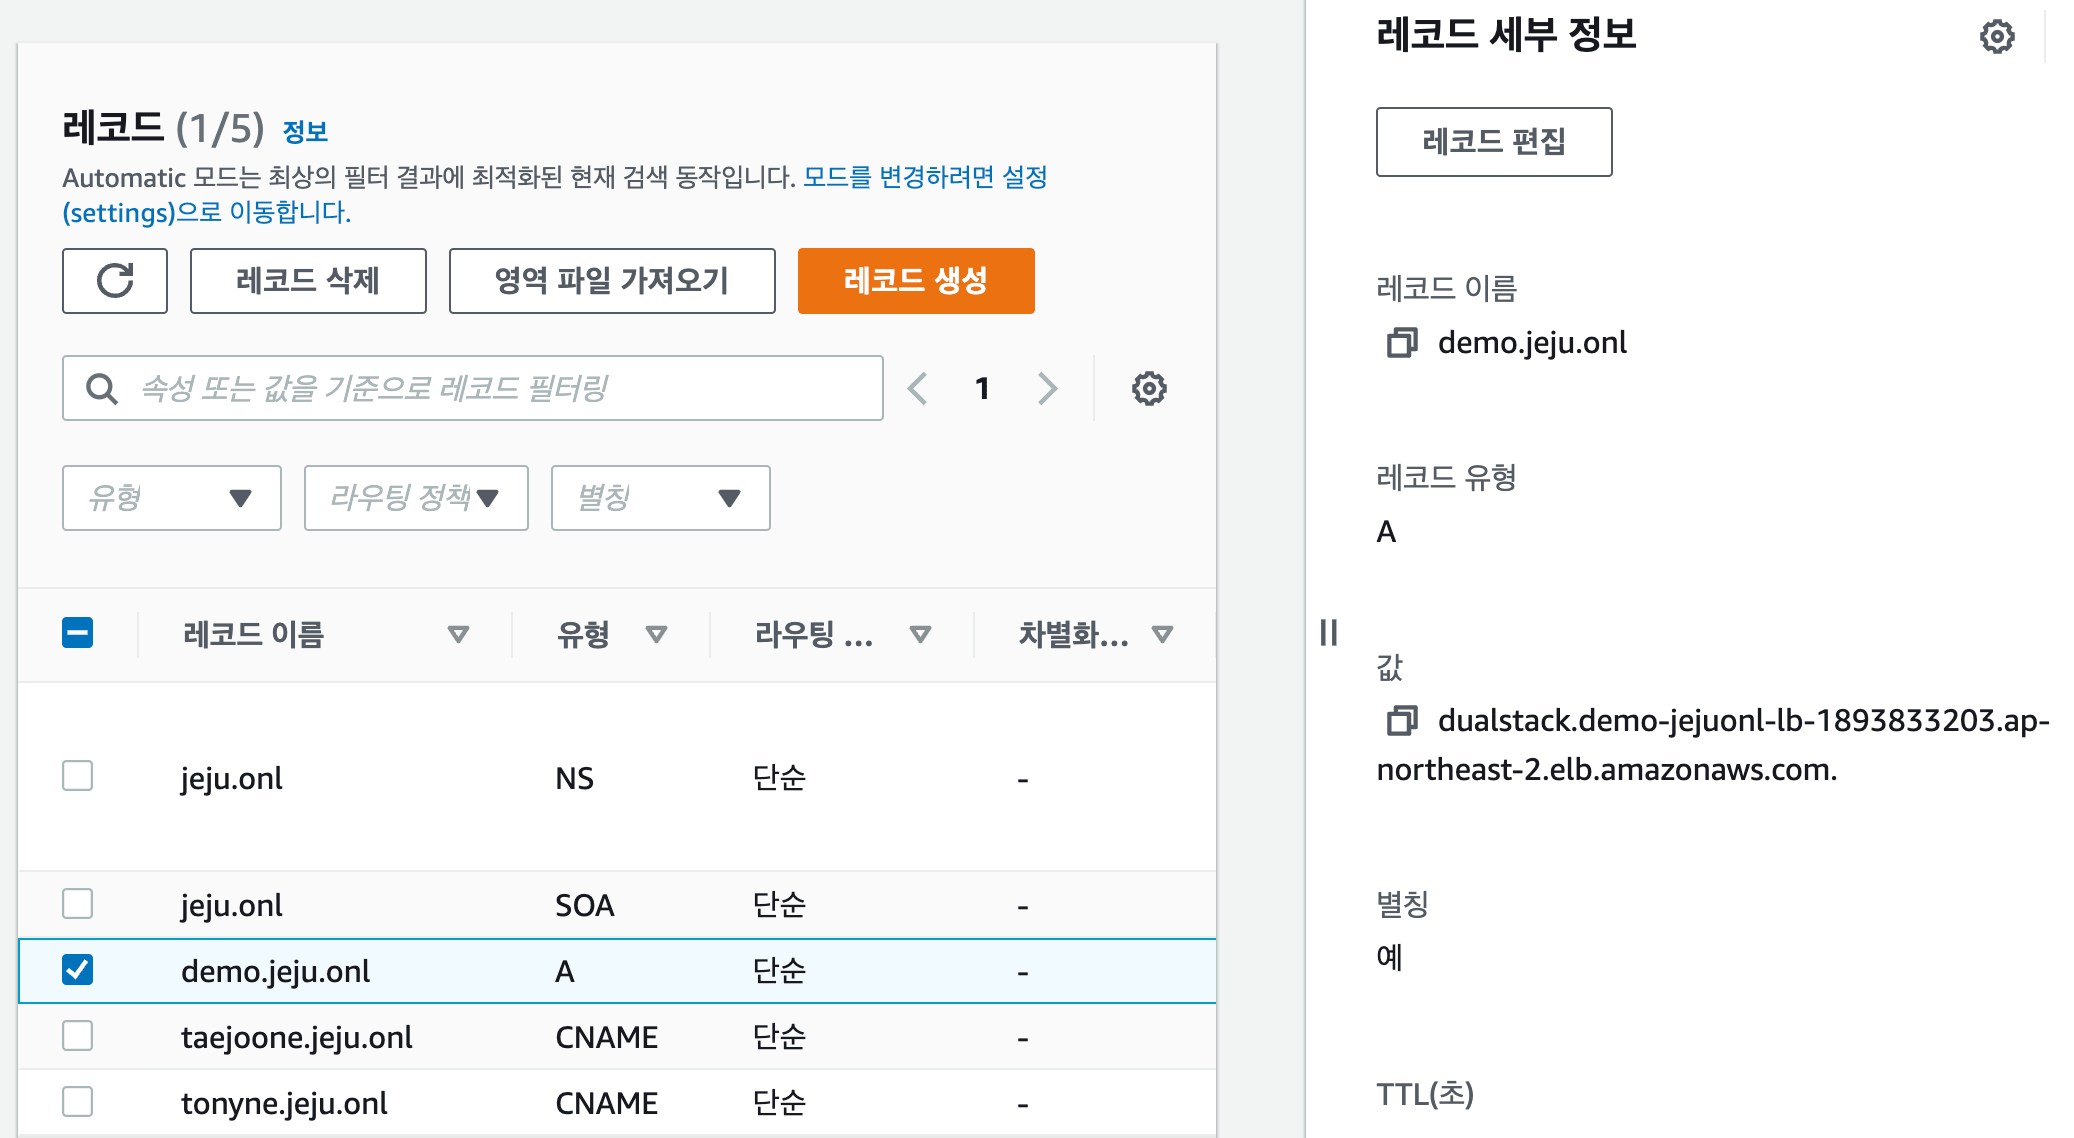 레코드 (1/5) 정보
Automatic 모드는 최상의 필터 결과에 최적화된 현재 검색 동작입니다. 모드를 변경하려면 설정
(settings)으로 이동합니다.
레코드 삭제 영역 파일 가져오기 레코드 생성
속성 또는 값을 기준으로 레코드 필터링 1
유형 라우팅 정책 별칭
레코드 이름 유형 라우팅 ... 차별화...
jeju.onl NS 단순 -
jeju.onl SOA 단순 -
demo.jeju.onl A 단순 -
taejoone.jeju.onl CNAME 단순 -
tonyne.jeju.onl CNAME 단순 -
레코드 세부 정보
레코드 편집
레코드 이름
demo.jeju.onl
레코드 유형
A
값
dualstack.demo-jejuonl-lb-1893833203.ap-
northeast-2.elb.amazonaws.com.
별칭
예
TTL(초)